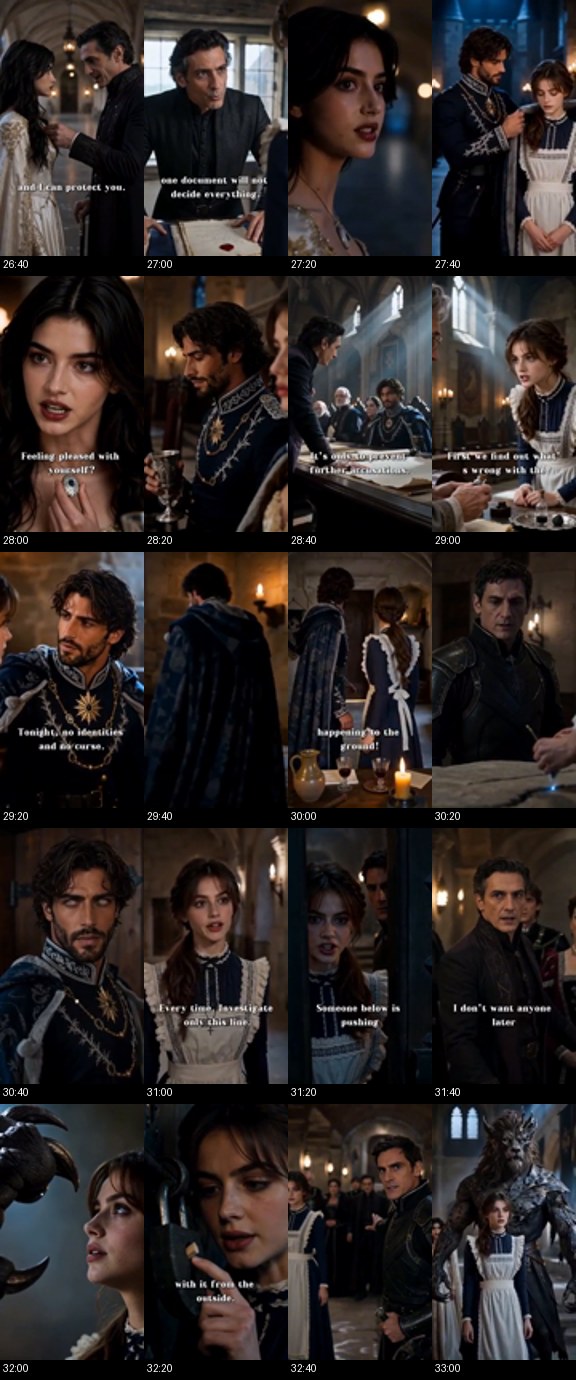 and I can protect you.
26:40
one document will not
decide everything.
27:00
27:20
27:40
Feeling pleased with
yourself?
28:00
28:20
It's only to prevent
further accusations.
28:40
First we find out what'
s wrong with the
29:00
Tonight, no identities
and no curse.
29:20
29:40
happening to the
ground!
30:00
30:20
30:40
Every time, Investigate
only this line.
31:00
Someone below is
pushing
31:20
I don't want anyone
later
31:40
32:00
with it from the
outside.
32:20
32:40
33:00